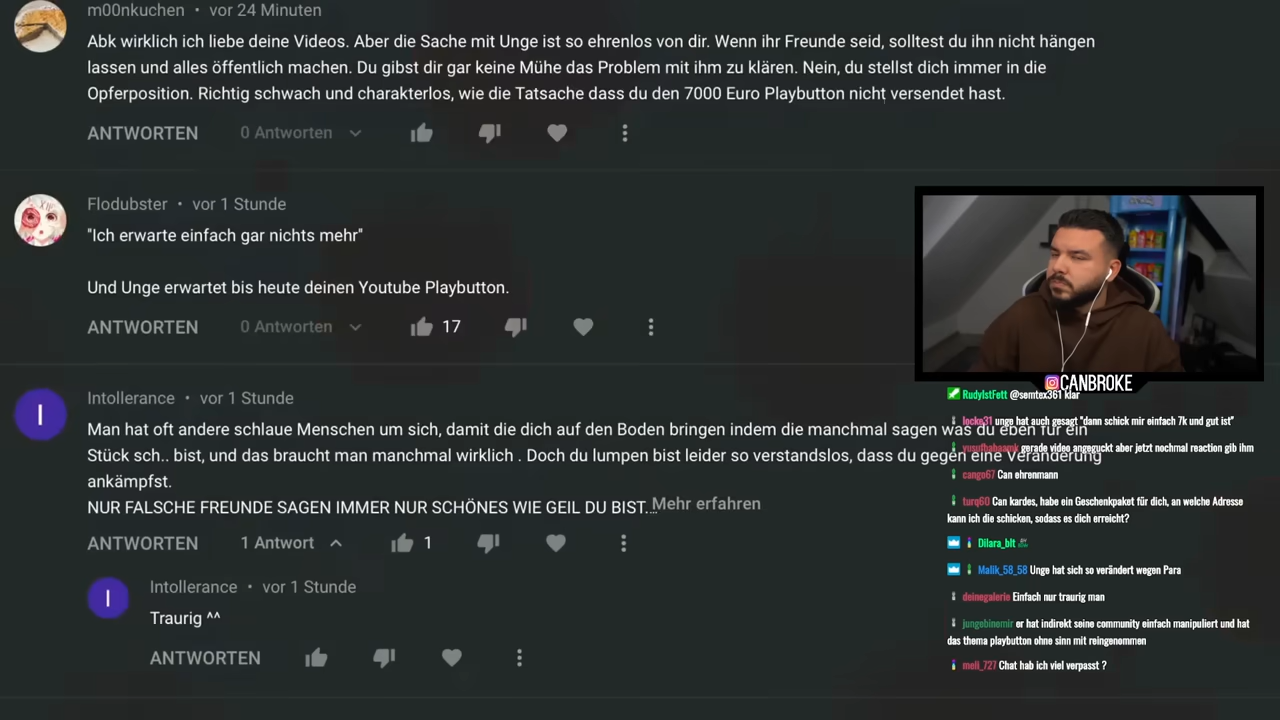 m00nkuchen • vor 24 Minuten
Abk wirklich ich liebe deine Videos. Aber die Sache mit Unge ist so ehrenlos von dir. Wenn ihr Freunde seid, solltest du ihn nicht hängen
lassen und alles öffentlich machen. Du gibst dir gar keine Mühe das Problem mit ihm zu klären. Nein, du stellst dich immer in die
Opferposition. Richtig schwach und charakterlos, wie die Tatsache dass du den 7000 Euro Playbutton nicht versendet hast.
ANTWORTEN 0 Antworten
Flodubster • vor 1 Stunde
"Ich erwarte einfach gar nichts mehr"
Und Unge erwartet bis heute deinen Youtube Playbutton.
ANTWORTEN 0 Antworten 17
Intollerance • vor 1 Stunde
Man hat oft andere schlaue Menschen um sich, damit die dich auf den Boden bringen indem die manchmal sagen was du eben für ein
Stück sch.. bist, und das braucht man manchmal wirklich . Doch du lumpen bist leider so verstandslos, dass du gegen eine Veränderung
ankämpfst.
NUR FALSCHE FREUNDE SAGEN IMMER NUR SCHÖNES WIE GEIL DU BIST... Mehr erfahren
ANTWORTEN 1 Antwort 1
Intollerance • vor 1 Stunde
Traurig ^^
ANTWORTEN
CANBROKE
RudyIstFett @semtex361 klar
locke31 unge hat auch gesagt "dann schick mir einfach 7k und gut ist"
gerade video angeguckt aber jetzt nochmal reaction gib ihm
cango67 Can ehrenmann
turq60 Can kardes, habe ein Geschenkpaket für dich, an welche Adresse
kann ich die schicken, sodass es dich erreicht?
Dilara_blt
Malik_58_58 Unge hat sich so verändert wegen Para
deinegalerie Einfach nur traurig man
jungebinemir er hat indirekt seine community einfach manipuliert und hat
das thema playbutton ohne sinn mit reingenommen
meli_727 Chat hab ich viel verpasst ?